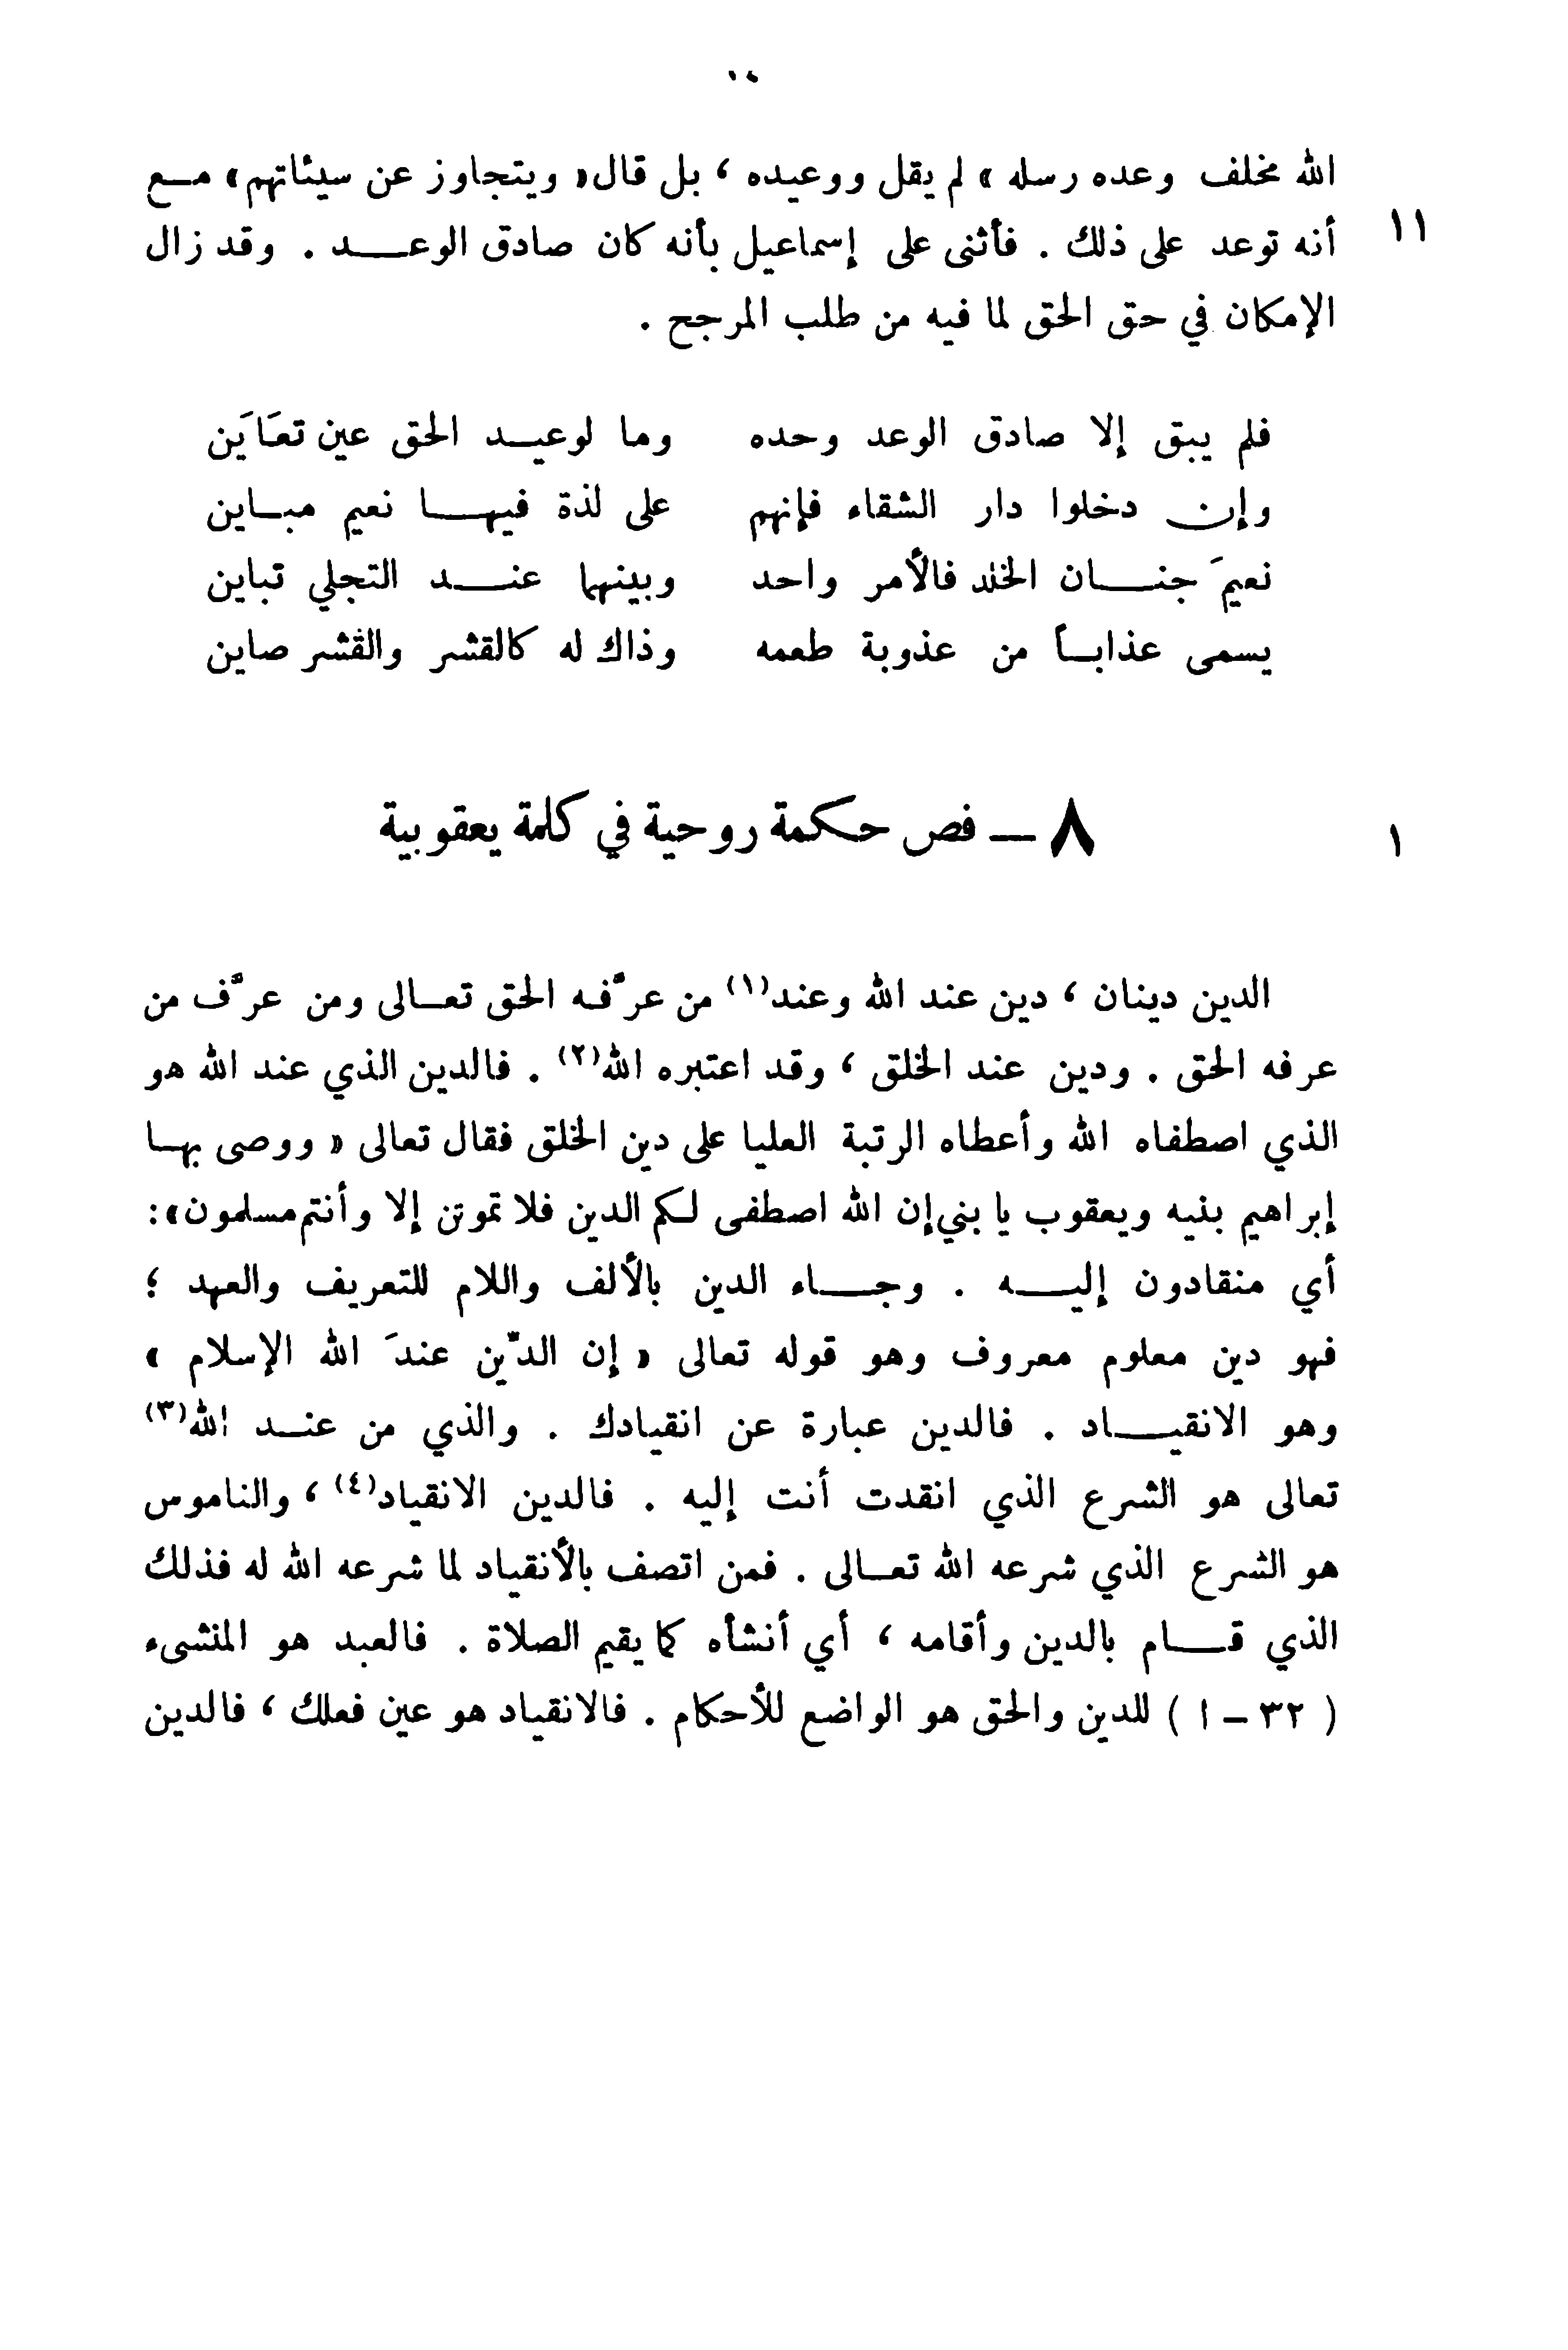 الله مخلف وعده رسله » لم يقل ووعيده ، بل قال « ويتجاوز عن سيئاتهم » مع
١١
أنه توعد على ذلك . فأثنى على إسماعيل بأنه كان صادق الوعد . وقد زال
الإمكان في حق الحق لما فيه من طلب المرجح .
فلم يبق إلا صادق الوعد وحده وما لوعيد الحق عين تعَايَن
وإن دخلوا دار الشقاء فإنهم على لذة فيها نعيم مباين
نعيمَ جنان الخلد فالأمر واحد وبينهما عند التجلي تباين
يسمى عذاباً من عذوبة طعمه وذاك له كالقشر والقشر صاين
٨ — فص حكمة روحية في كلمة يعقوبية
١
الدين دينان ، دين عند الله وعند(١) من عرَّفه الحق تعالى ومن عرَّف من
عرفه الحق . ودين عند الخلق ، وقد اعتبره الله(٢) . فالدين الذي عند الله هو
الذي اصطفاه الله وأعطاه الرتبة العليا على دين الخلق فقال تعالى « ووصى بها
إبراهيم بنيه ويعقوب يا بني إن الله اصطفى لكم الدين فلا تموتن إلا وأنتم مسلمون »:
أي منقادون إليه . وجاء الدين بالألف واللام للتعريف والعهد ؛
فهو دين معلوم معروف وهو قوله تعالى « إن الدّين عندَ الله الإسلام »
وهو الانقياد . فالدين عبارة عن انقيادك . والذي من عند الله(٣)
تعالى هو الشرع الذي انقدت أنت إليه . فالدين الانقياد(٤) ، والناموس
هو الشرع الذي شرعه الله تعالى . فمن اتصف بالأنقياد لما شرعه الله له فذلك
الذي قام بالدين وأقامه ، أي أنشأه كما يقيم الصلاة . فالعبد هو المنشىء
( ٣٢ – ا ) للدين والحق هو الواضع للأحكام . فالانقياد هو عين فعلك ، فالدين